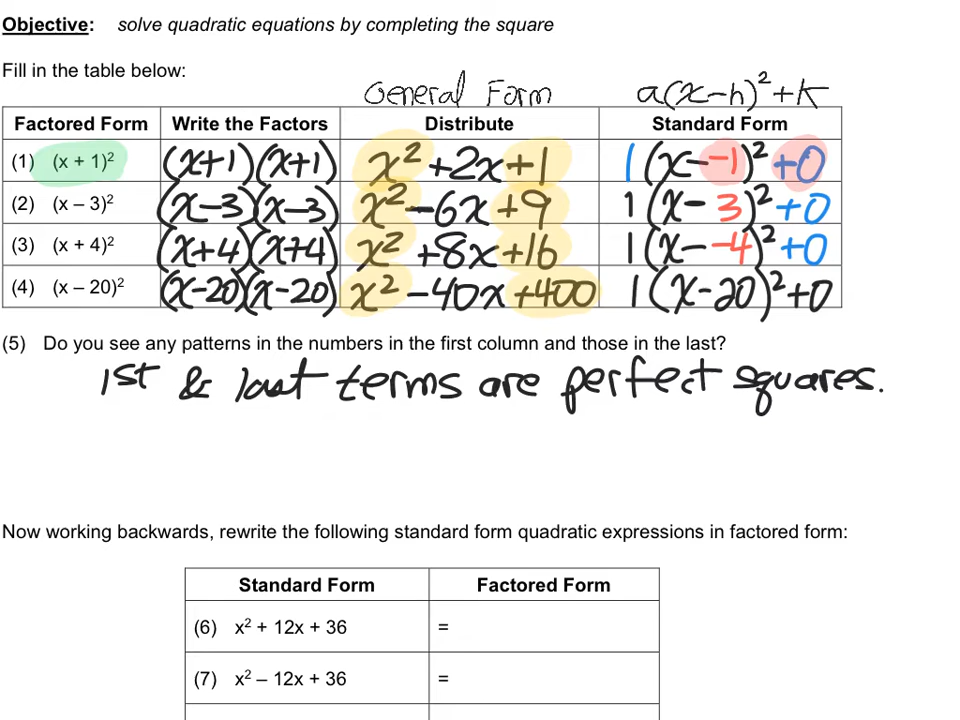 Objective: solve quadratic equations by completing the square
Fill in the table below:
General Form a(x-h)²+k
Factored Form Write the Factors Distribute Standard Form
(1) (x + 1)² (x+1)(x+1) x²+2x+1 1(x--1)²+0
(2) (x – 3)² (x-3)(x-3) x²-6x+9 1(x-3)²+0
(3) (x + 4)² (x+4)(x+4) x²+8x+16 1(x--4)²+0
(4) (x – 20)² (x-20)(x-20) x²-40x+400 1(x-20)²+0
(5) Do you see any patterns in the numbers in the first column and those in the last?
1st & last terms are perfect squares.
Now working backwards, rewrite the following standard form quadratic expressions in factored form:
Standard Form Factored Form
(6) x² + 12x + 36 =
(7) x² – 12x + 36 =